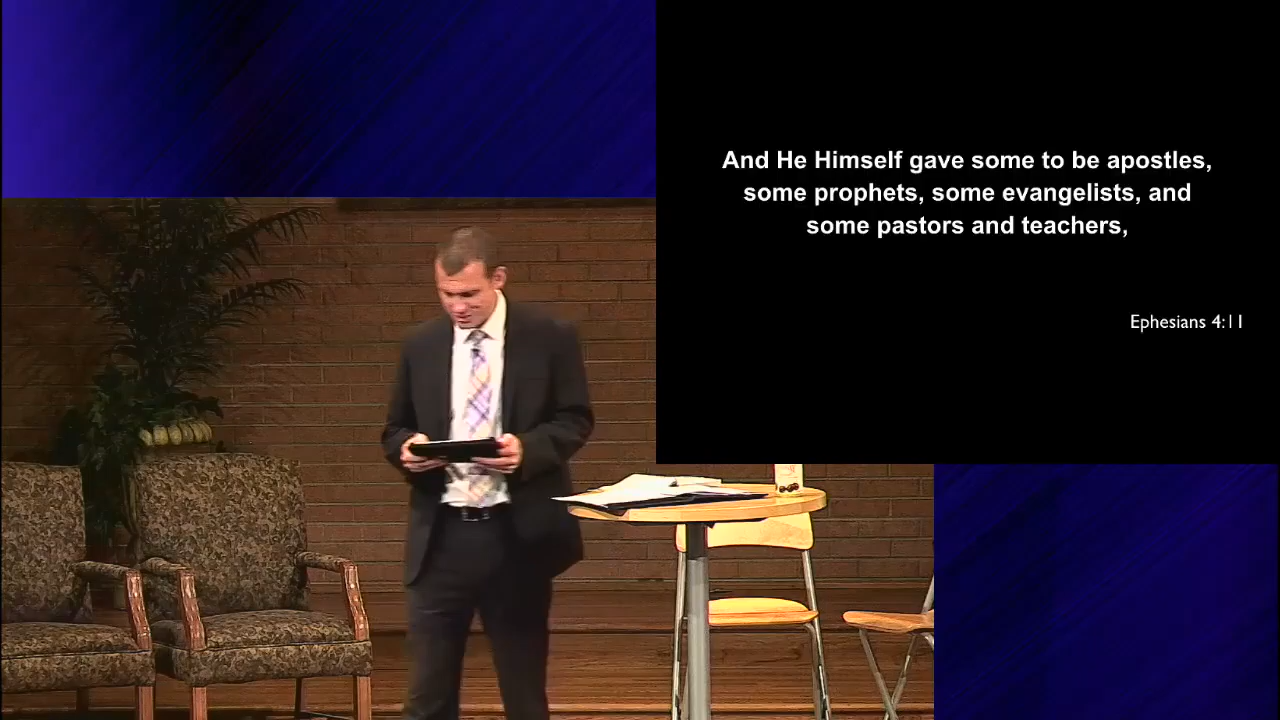 And He Himself gave some to be apostles,
some prophets, some evangelists, and
some pastors and teachers,
Ephesians 4:11